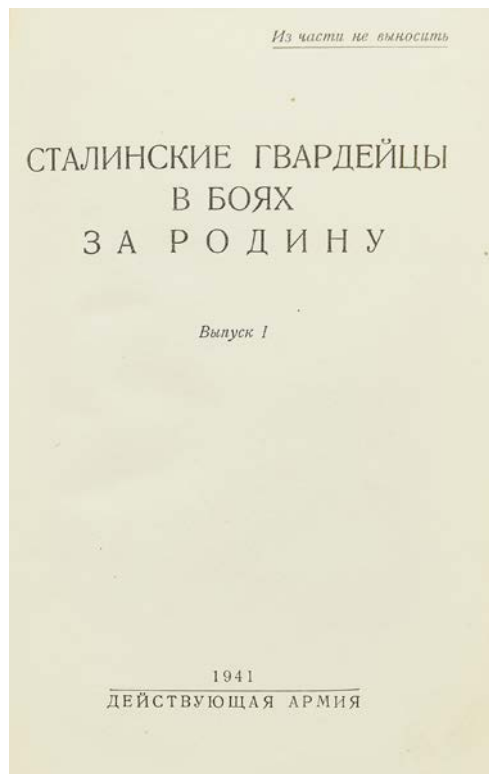 Из части не выносить
СТАЛИНСКИЕ ГВАРДЕЙЦЫ
В БОЯХ
ЗА РОДИНУ
Выпуск I
1941
ДЕЙСТВУЮЩАЯ АРМИЯ